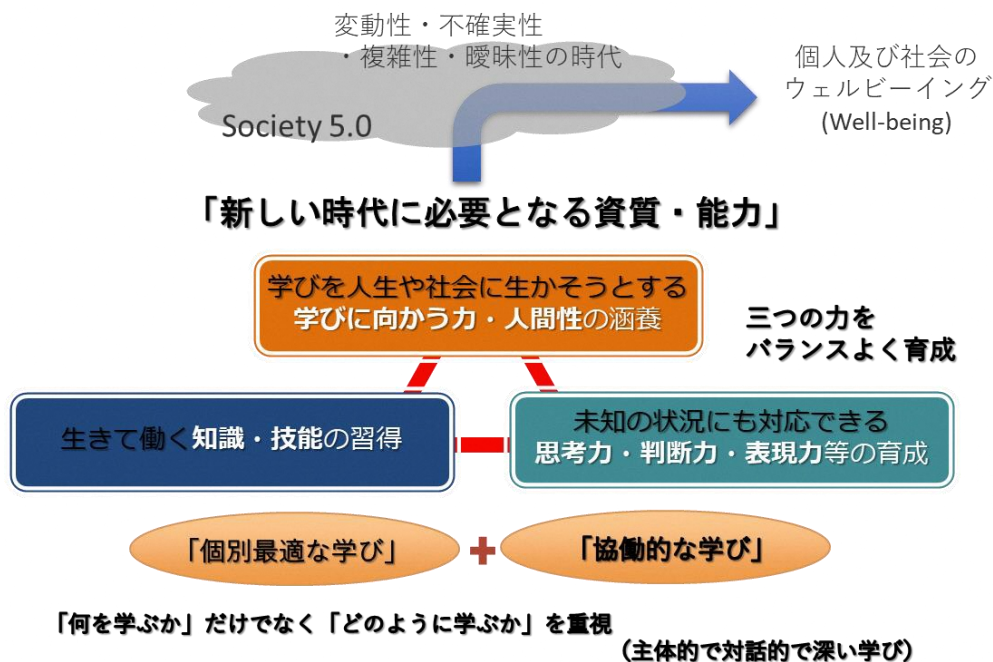 変動性・不確実性
・複雑性・曖昧性の時代
個人及び社会の
ウェルビーイング
(Well-being)
Society 5.0
「新しい時代に必要となる資質・能力」
学びを人生や社会に生かそうとする
学びに向かう力・人間性の涵養
三つの力を
バランスよく育成
生きて働く知識・技能の習得
未知の状況にも対応できる
思考力・判断力・表現力等の育成
「個別最適な学び」
+
「協働的な学び」
「何を学ぶか」だけでなく「どのように学ぶか」を重視
（主体的で対話的で深い学び）